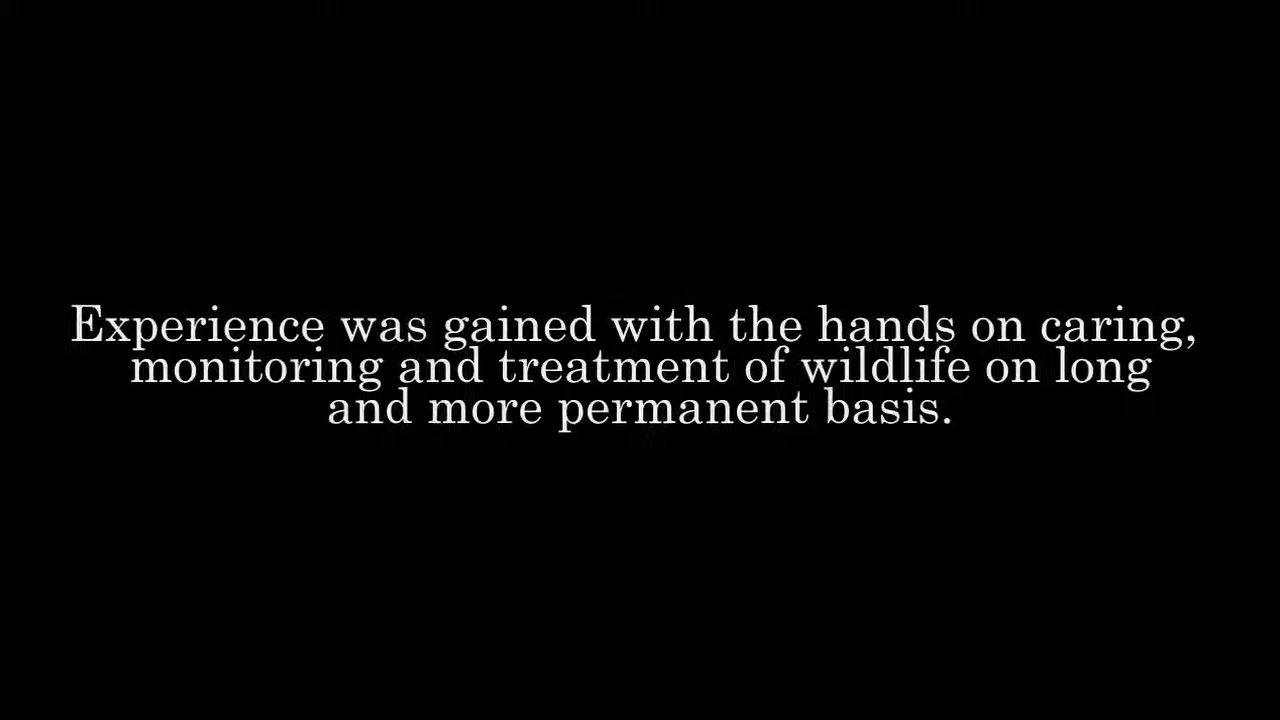 Experience was gained with the hands on caring,
monitoring and treatment of wildlife on long
and more permanent basis.